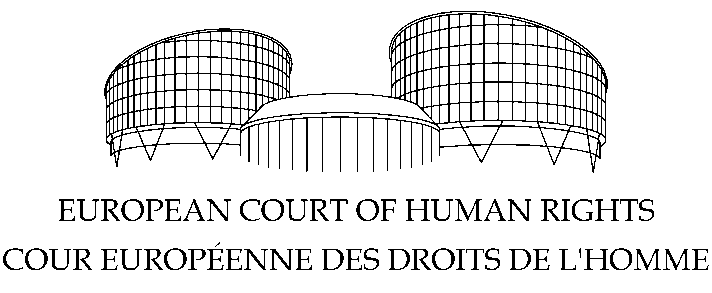 EUROPEAN COURT OF HUMAN RIGHTS
COUR EUROPÉENNE DES DROITS DE L'HOMME